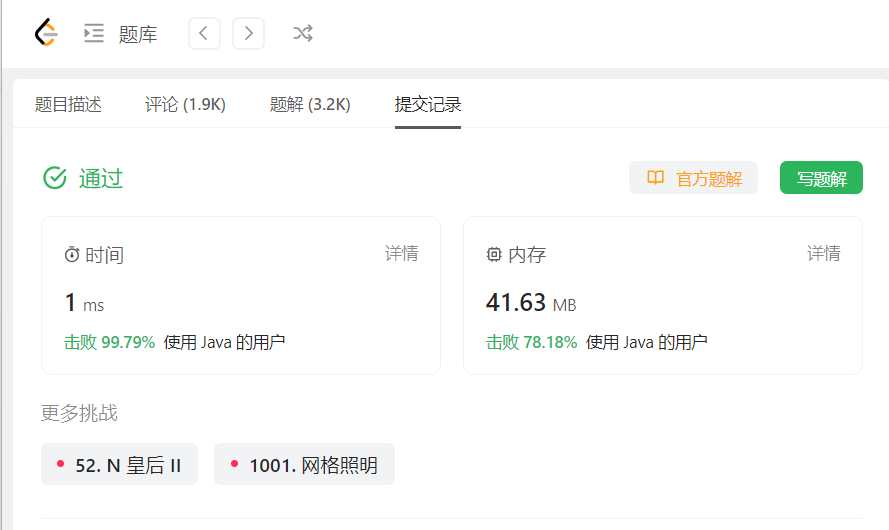 题库
题目描述 评论 (1.9K) 题解 (3.2K) 提交记录
通过 官方题解 写题解
时间 详情 内存 详情
1 ms 41.63 MB
击败 99.79% 使用 Java 的用户 击败 78.18% 使用 Java 的用户
更多挑战
52. N 皇后 II 1001. 网格照明